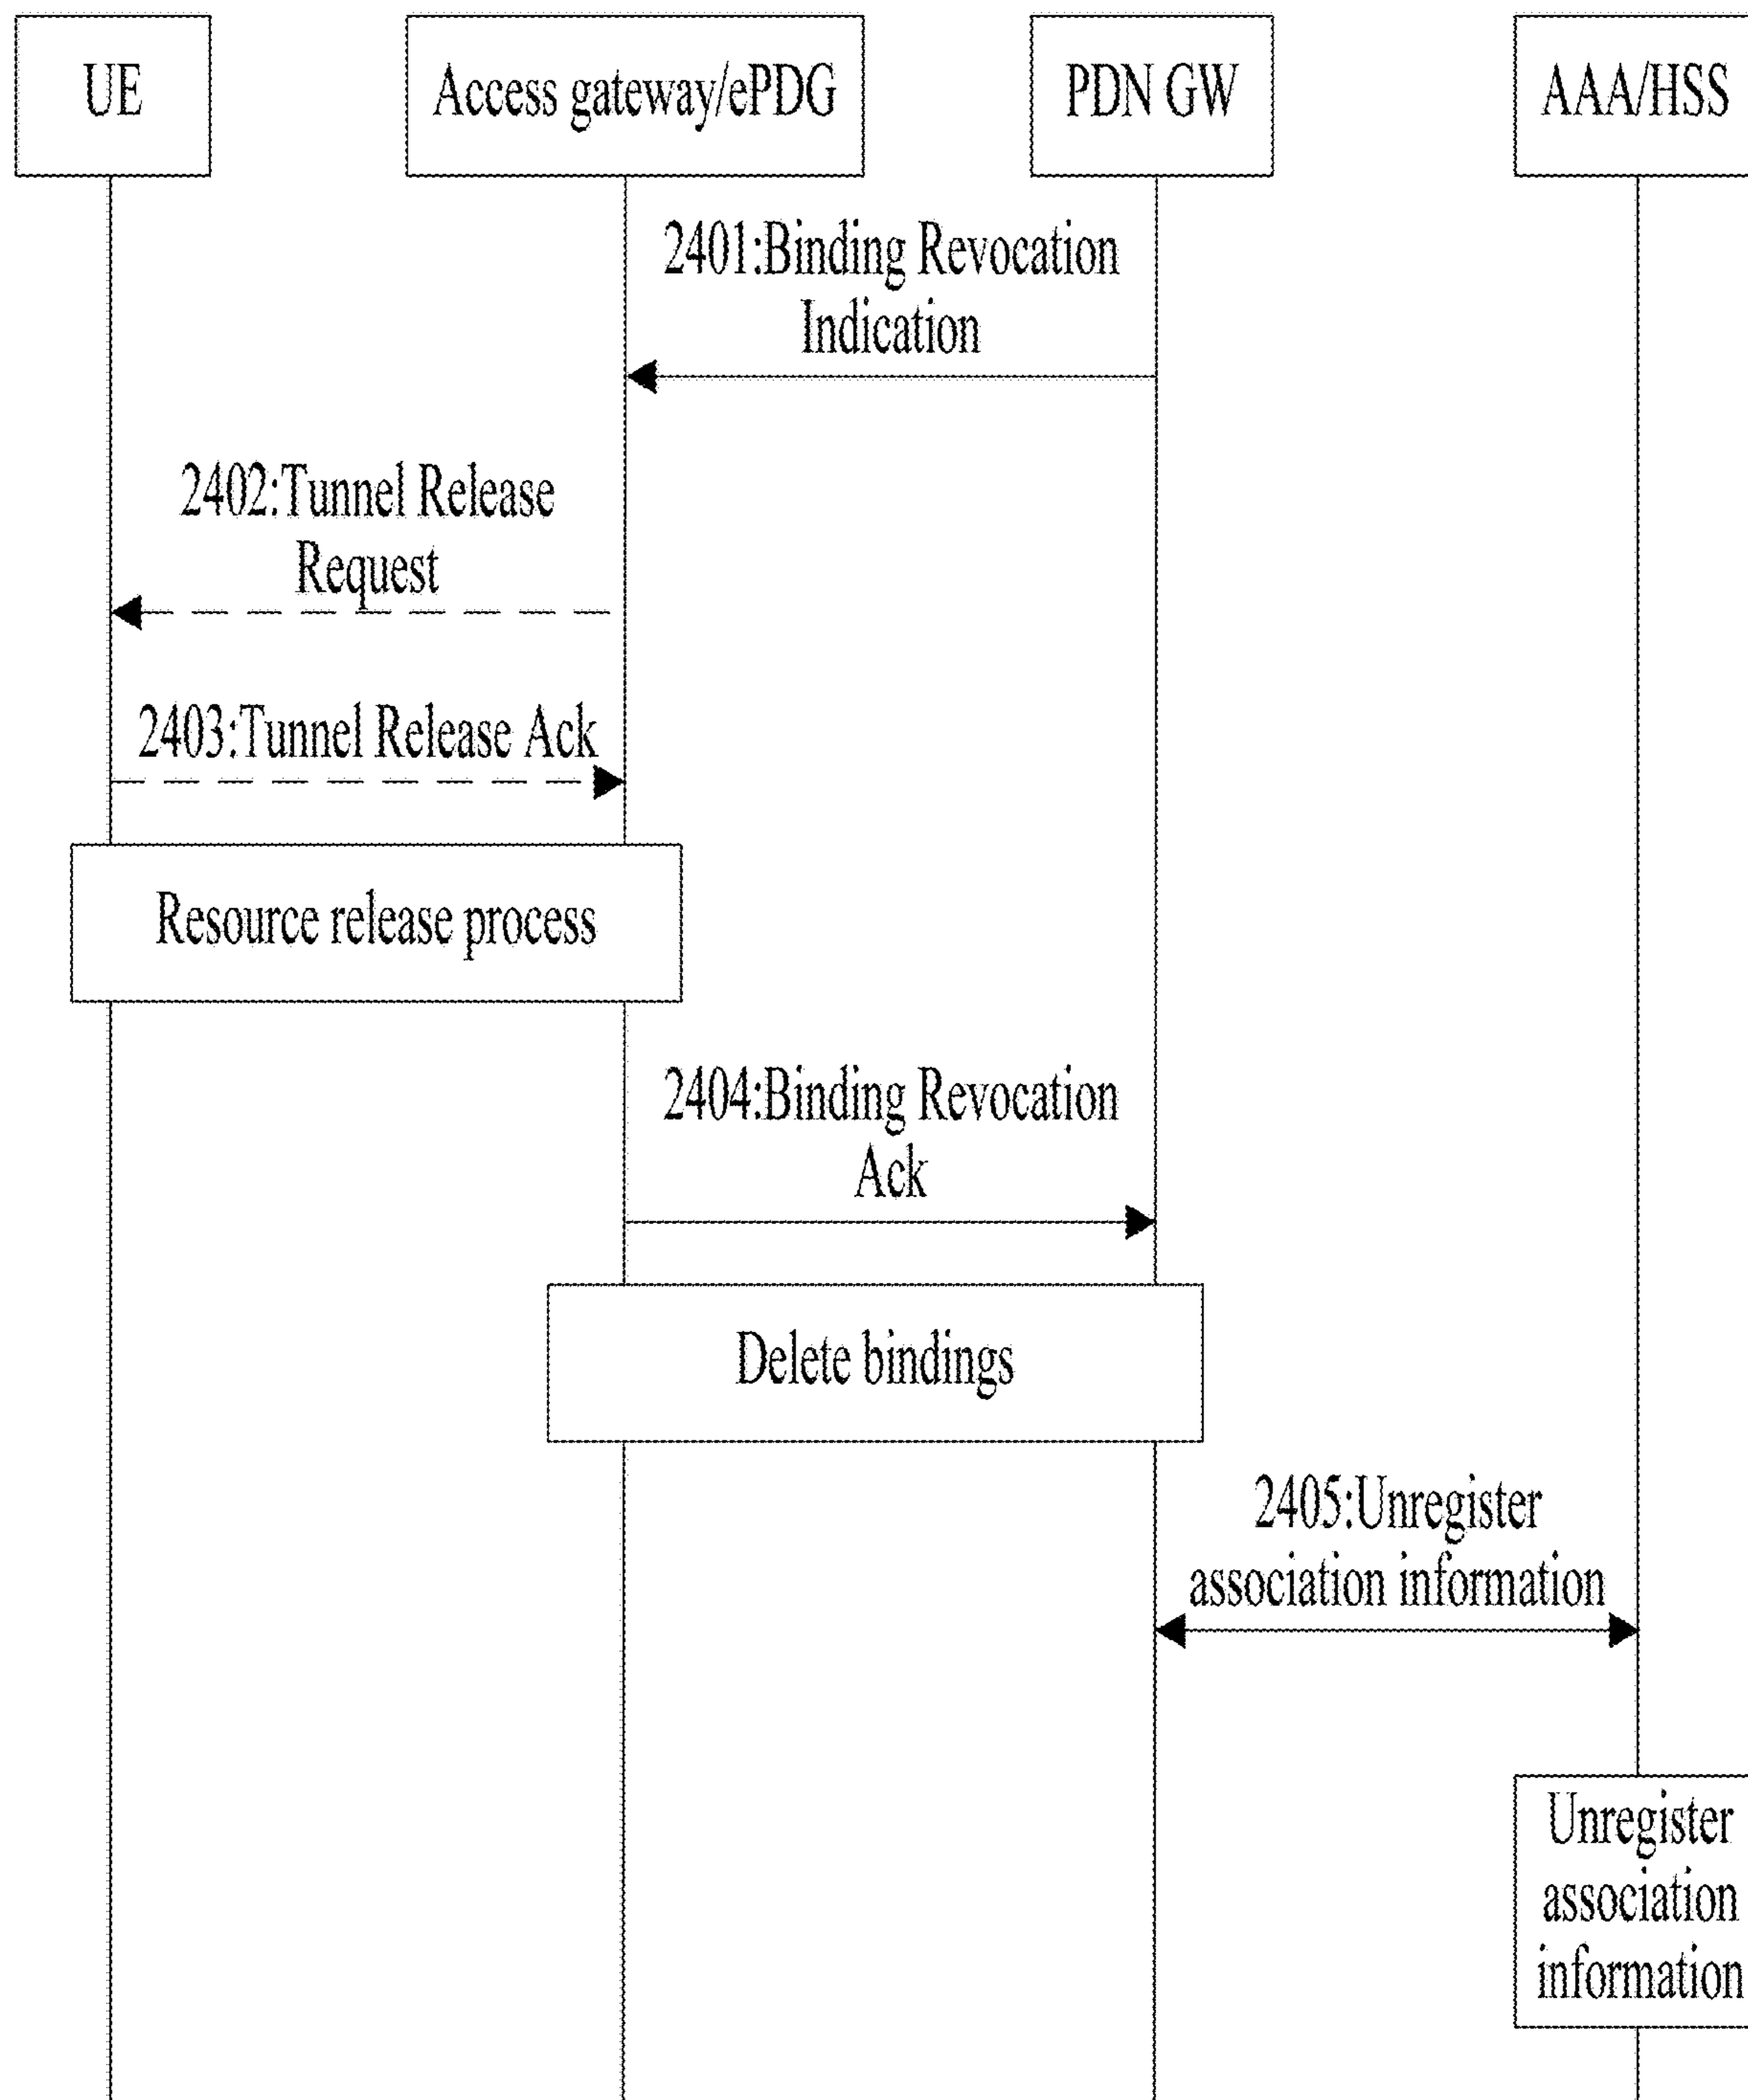 UE
Access gateway/ePDG
PDN GW
AAA/HSS
2401:Binding Revocation
Indication
2402:Tunnel Release
Request
2403:Tunnel Release Ack
Resource release process
2404:Binding Revocation
Ack
Delete bindings
2405:Unregister
association information
Unregister
association
information